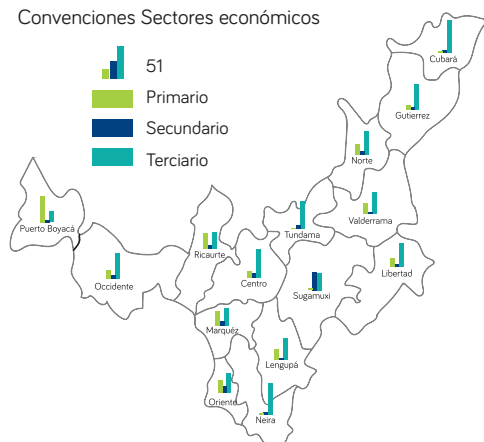 Convenciones Sectores económicos
51
Primario
Secundario
Terciario
Cubará
Gutierrez
Norte
Valderrama
Puerto Boyacá
Tundama
Ricaurte
Libertad
Occidente
Centro
Sugamuxi
Marquéz
Lengupá
Oriente
Neira